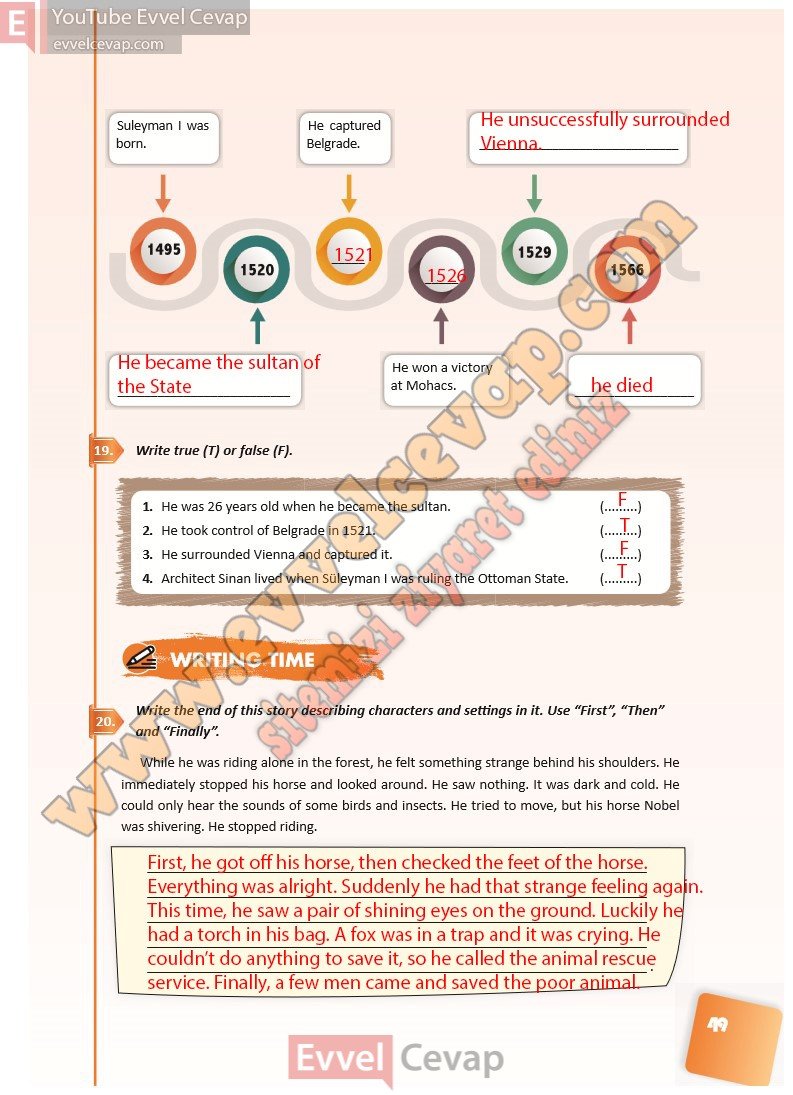 E
YouTube Evvel Cevap
evvelcevap.com
Suleyman I was
born.
He captured
Belgrade.
He unsuccessfully surrounded
Vienna.
1495
1520
1521
1526
1529
1566
He became the sultan of
the State
He won a victory
at Mohacs.
he died
19.
Write true (T) or false (F).
1. He was 26 years old when he became the sultan. (....F....)
2. He took control of Belgrade in 1521. (....T....)
3. He surrounded Vienna and captured it. (....F....)
4. Architect Sinan lived when Süleyman I was ruling the Ottoman State. (....T....)
WRITING TIME
20.
Write the end of this story describing characters and settings in it. Use “First”, “Then”
and “Finally”.
While he was riding alone in the forest, he felt something strange behind his shoulders. He
immediately stopped his horse and looked around. He saw nothing. It was dark and cold. He
could only hear the sounds of some birds and insects. He tried to move, but his horse Nobel
was shivering. He stopped riding.
First, he got off his horse, then checked the feet of the horse.
Everything was alright. Suddenly he had that strange feeling again.
This time, he saw a pair of shining eyes on the ground. Luckily he
had a torch in his bag. A fox was in a trap and it was crying. He
couldn’t do anything to save it, so he called the animal rescue
service. Finally, a few men came and saved the poor animal.
www.evvelcevap.com
sitemizi ziyaret ediniz
49
Evvel Cevap